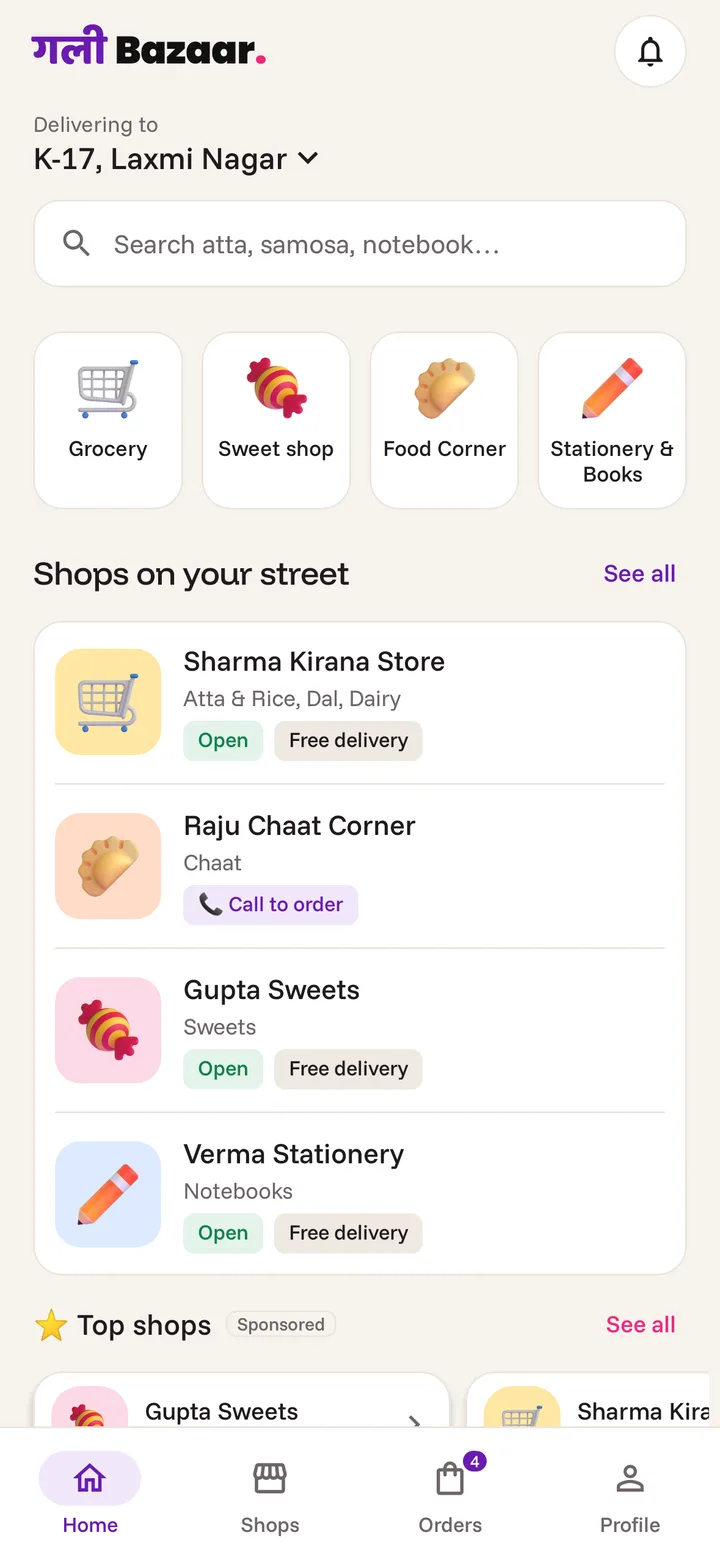 गली Bazaar.
Delivering to
K-17, Laxmi Nagar
Search atta, samosa, notebook...
Grocery
Sweet shop
Food Corner
Stationery &
Books
Shops on your street
See all
Sharma Kirana Store
Atta & Rice, Dal, Dairy
Open
Free delivery
Raju Chaat Corner
Chaat
Call to order
Gupta Sweets
Sweets
Open
Free delivery
Verma Stationery
Notebooks
Open
Free delivery
Top shops
Sponsored
See all
Gupta Sweets
Sharma Kira
4
Home
Shops
Orders
Profile